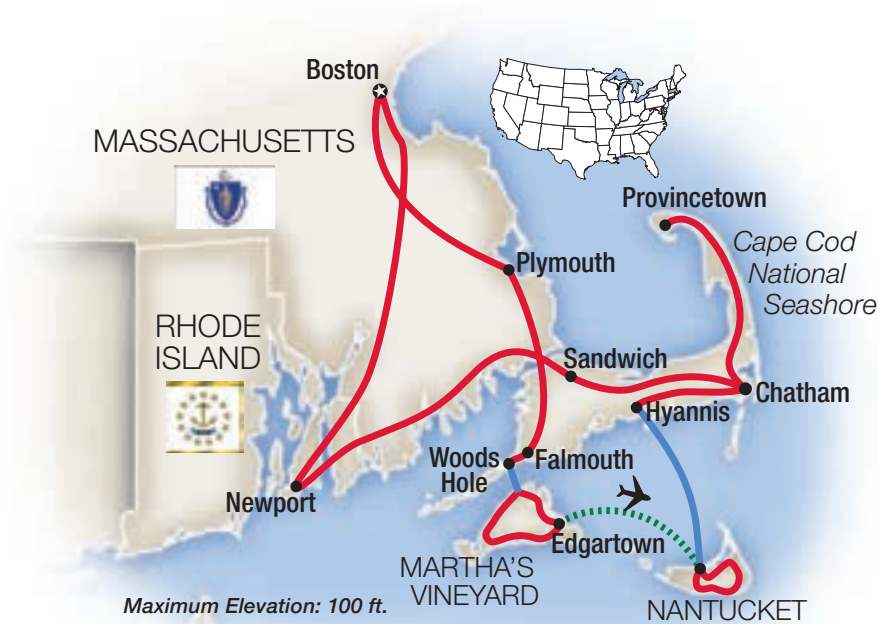 Boston
MASSACHUSETTS
Provincetown
Cape Cod
National
Seashore
Plymouth
RHODE
ISLAND
Sandwich
Chatham
Hyannis
Woods
Hole
Falmouth
Newport
Edgartown
MARTHA'S
VINEYARD
NANTUCKET
Maximum Elevation: 100 ft.